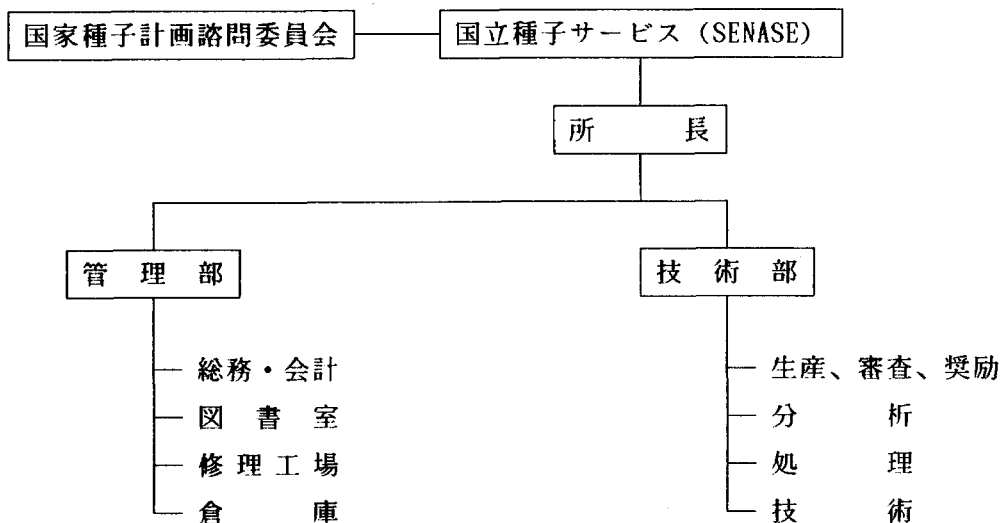 国家種子計画諮問委員会
国立種子サービス (SENASE)
所長
管理部
技術部
総務・会計
図書室
修理工場
倉庫
生産、審査、奨励
分析
処理
技術